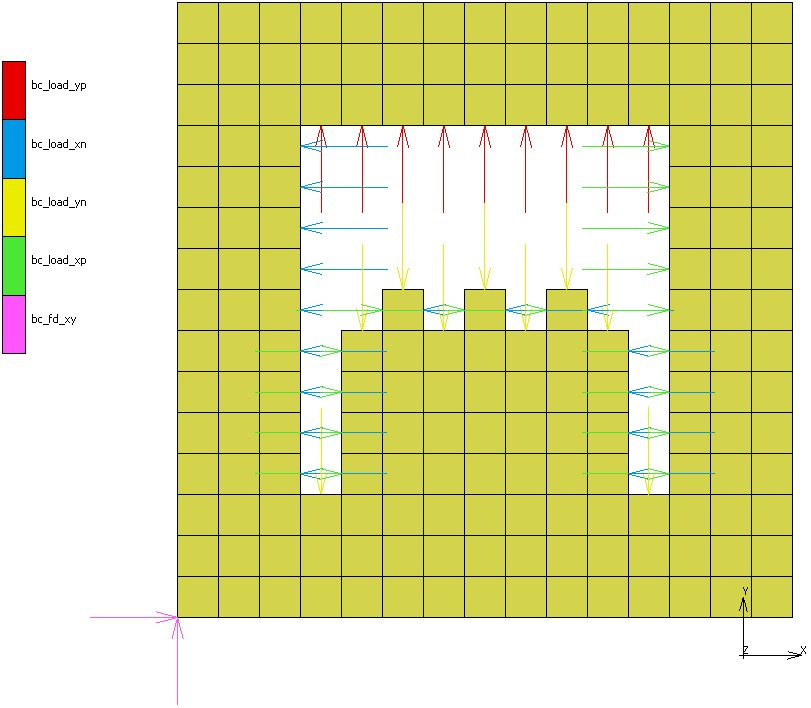 bc_load_yp
bc_load_xn
bc_load_yn
bc_load_xp
bc_fd_xy
Y
Z
X